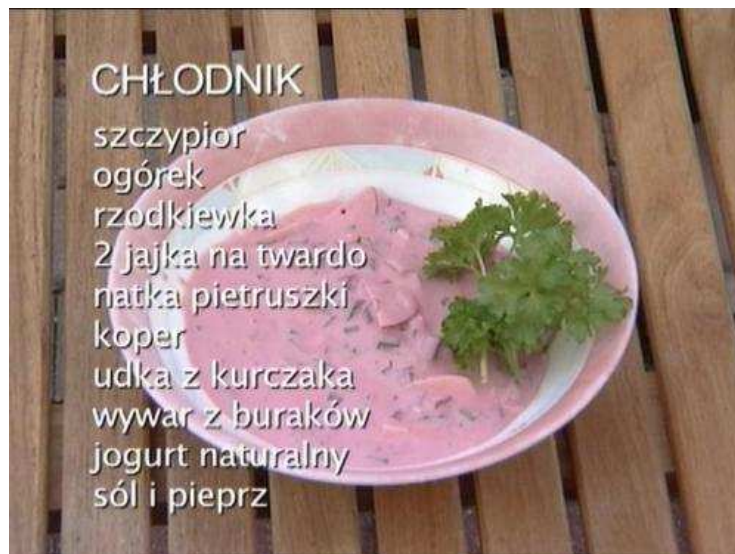 CHŁODNIK
szczypior
ogórek
rzodkiewka
2 jajka na twardo
natka pietruszki
koper
udka z kurczaka
wywar z buraków
jogurt naturalny
sól i pieprz